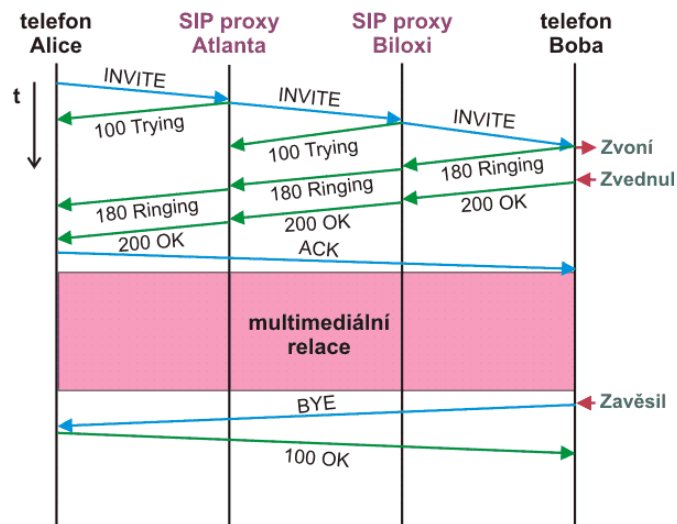 telefon
Alice
SIP proxy
Atlanta
SIP proxy
Biloxi
telefon
Boba
t
INVITE
INVITE
INVITE
100 Trying
100 Trying
Zvoní
180 Ringing
180 Ringing
180 Ringing
Zvednul
200 OK
200 OK
200 OK
ACK
multimediální
relace
BYE
Zavěsil
100 OK